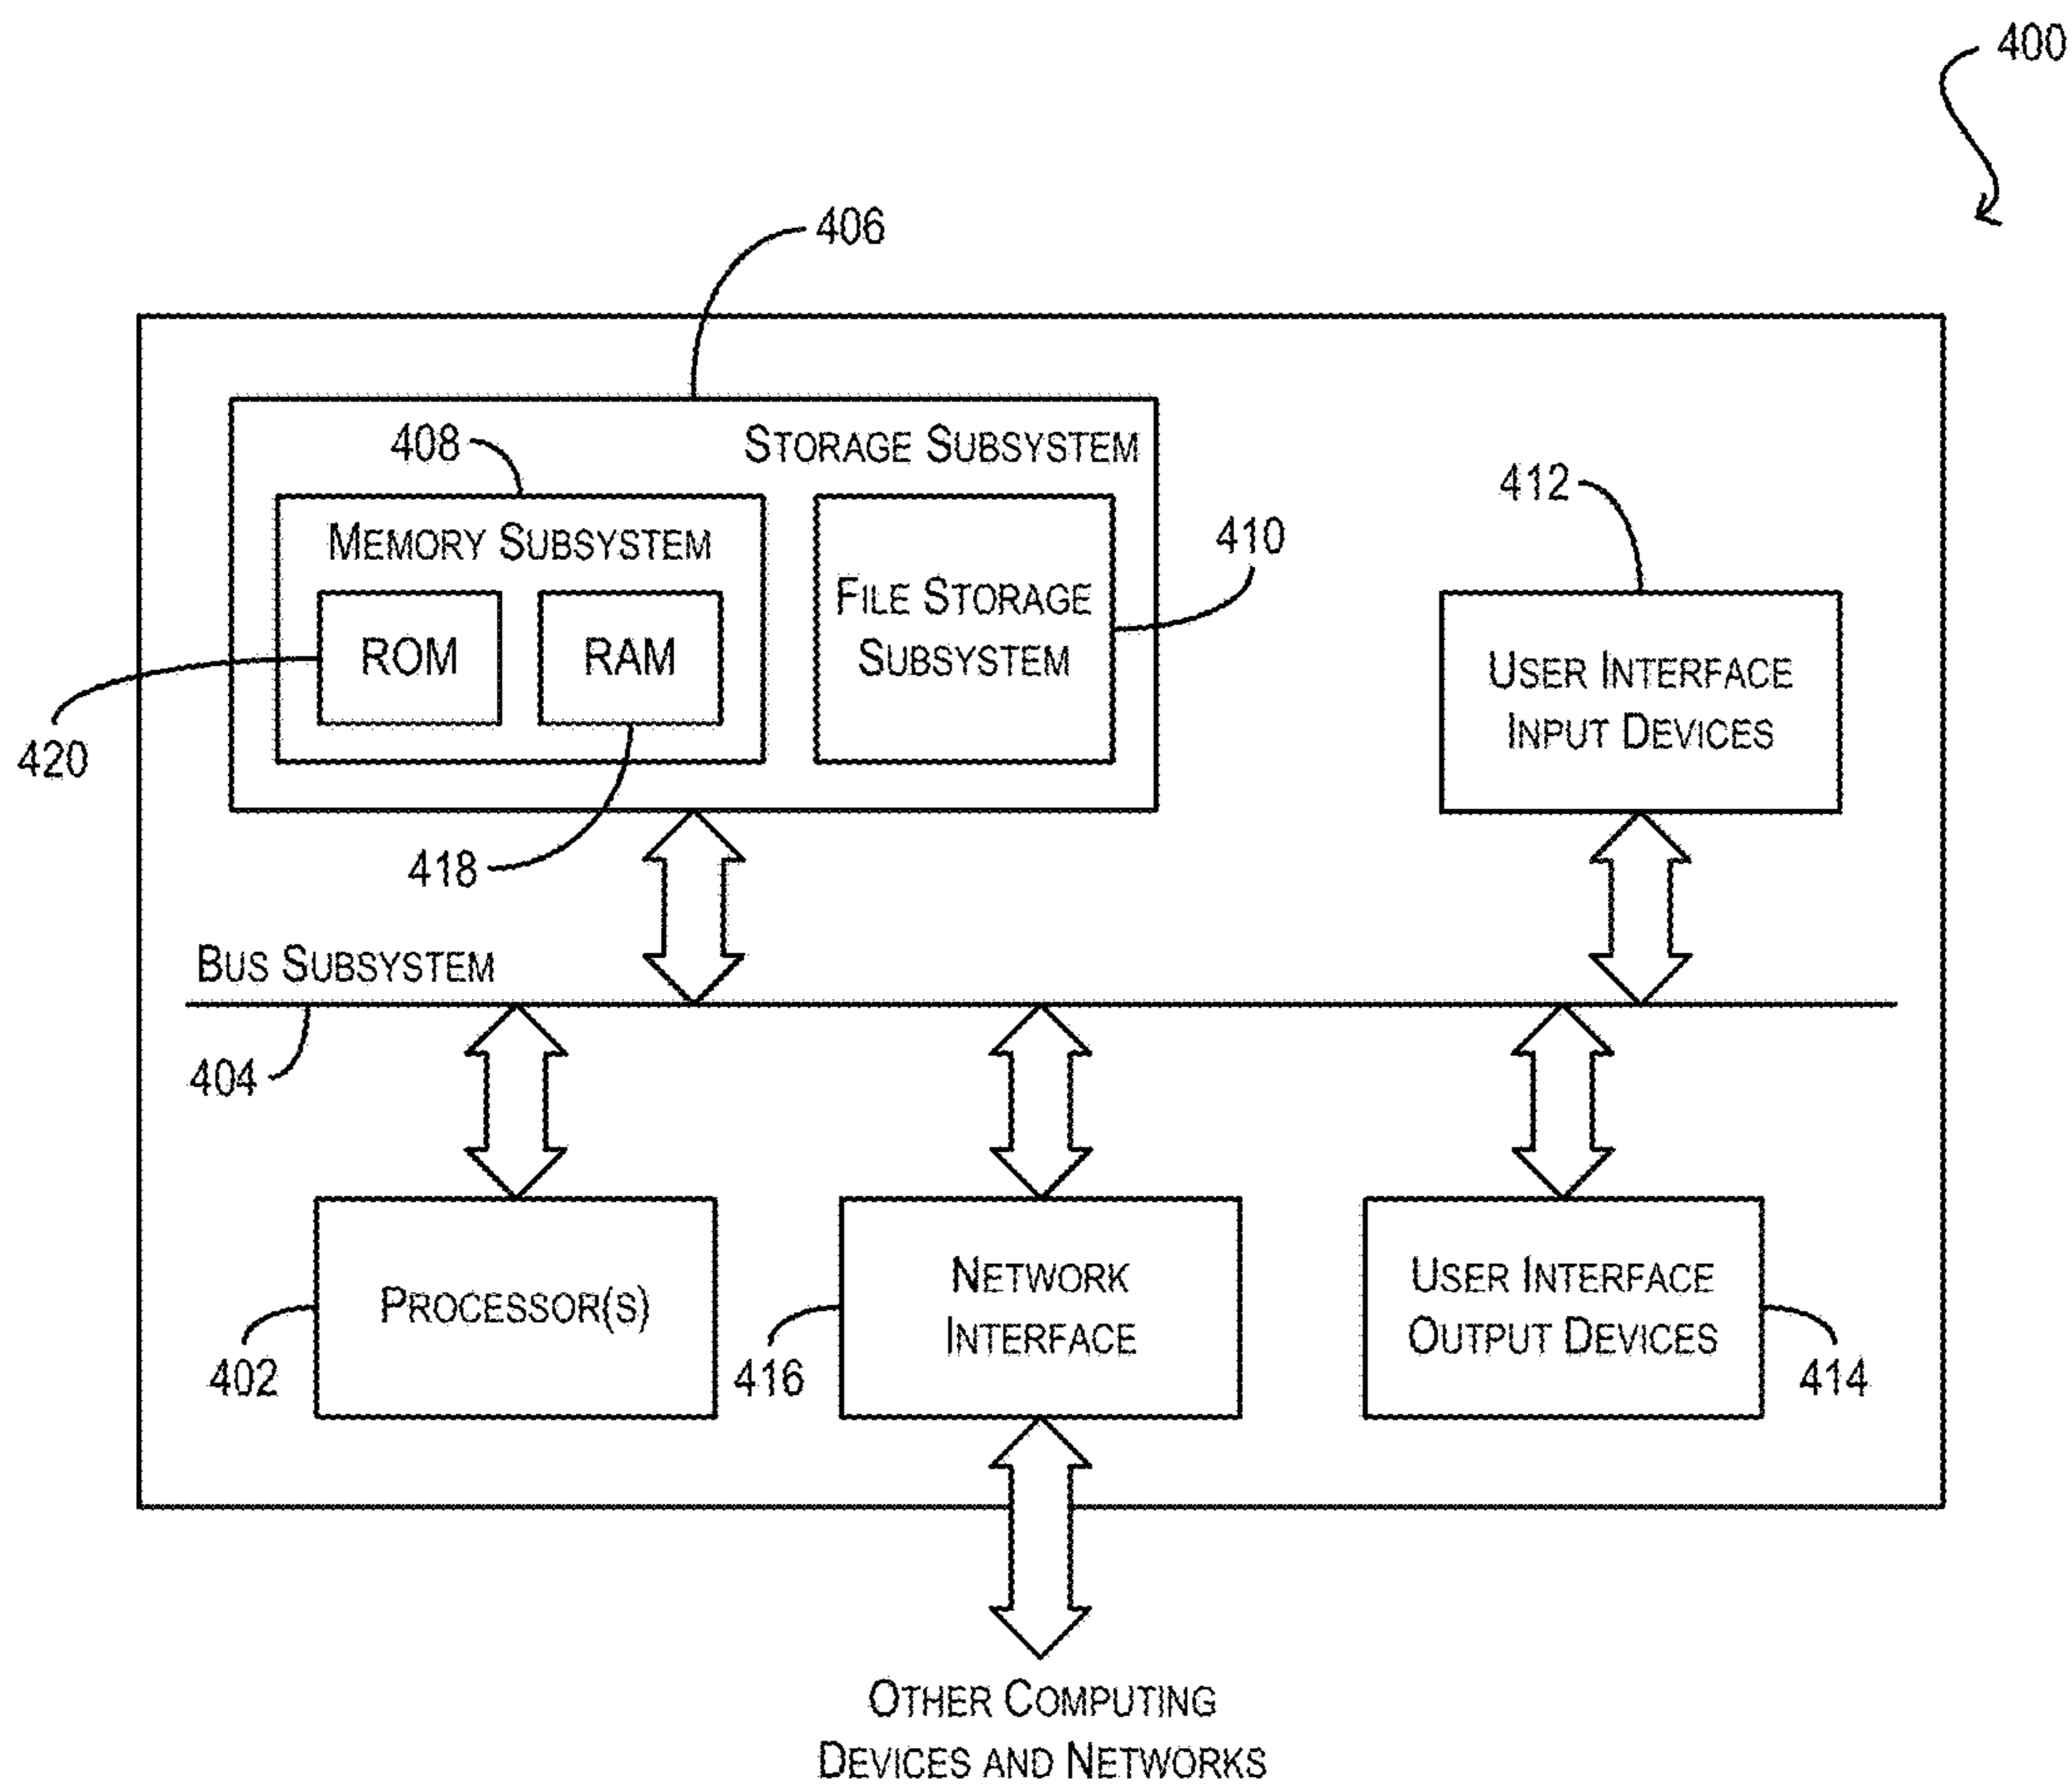 400
406
408
STORAGE SUBSYSTEM
412
MEMORY SUBSYSTEM
410
FILE STORAGE
SUBSYSTEM
ROM
RAM
USER INTERFACE
INPUT DEVICES
420
418
BUS SUBSYSTEM
404
PROCESSOR(S)
NETWORK
INTERFACE
USER INTERFACE
OUTPUT DEVICES
402
416
414
OTHER COMPUTING
DEVICES AND NETWORKS